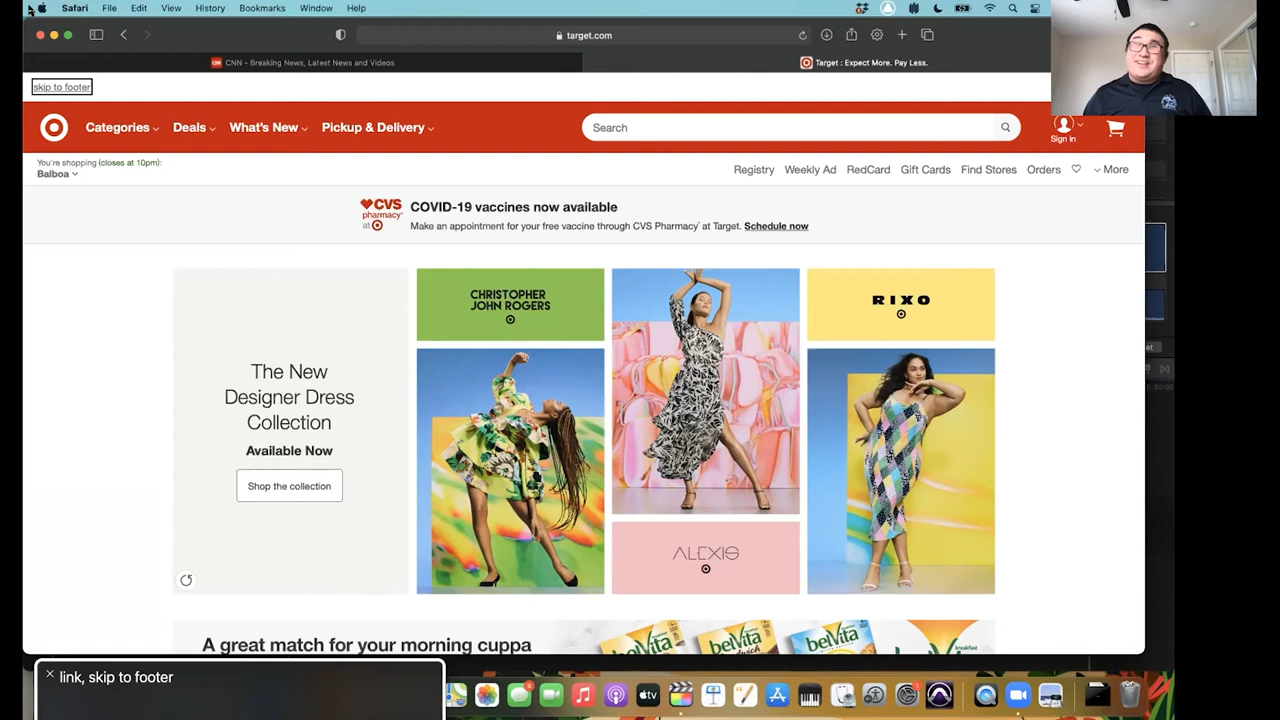 Safari File Edit View History Bookmarks Window Help
target.com
CNN – Breaking News, Latest News and Videos
Target : Expect More. Pay Less.
skip to footer
Categories Deals What's New Pickup & Delivery
Search
Sign in
You're shopping (closes at 10pm):
Balboa
Registry Weekly Ad RedCard Gift Cards Find Stores Orders More
CVS
pharmacy
at
COVID-19 vaccines now available
Make an appointment for your free vaccine through CVS Pharmacy® at Target. Schedule now
The New
Designer Dress
Collection
Available Now
Shop the collection
CHRISTOPHER
JOHN ROGERS
ALEXIS
RIXO
A great match for your morning cuppa
belVita
belVita
belVita
breakfast
link, skip to footer
tv